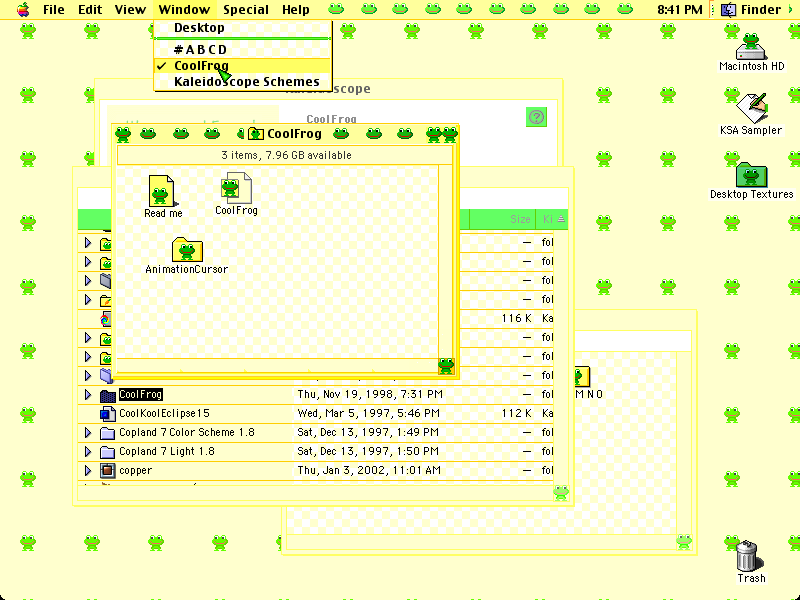 File Edit View Window Special Help 8:41 PM Finder
Desktop
# A B C D
✓ CoolFrog
Kaleidoscope Schemes
Macintosh HD
KSA Sampler
Desktop Textures
Trash
CoolFrog
CoolFrog
3 items, 7.96 GB available
Read me
CoolFrog
AnimationCursor
Size Ki
— fol
— fol
— fol
— fol
116 K Ka
— fol
— fol
— fol
CoolFrog Thu, Nov 19, 1998, 7:31 PM — fol
CoolKoolEclipse15 Wed, Mar 5, 1997, 5:46 PM 112 K Ka
Copland 7 Color Scheme 1.8 Sat, Dec 13, 1997, 1:49 PM — fol
Copland 7 Light 1.8 Sat, Dec 13, 1997, 1:50 PM — fol
copper Thu, Jan 3, 2002, 11:01 AM — fol
M N O